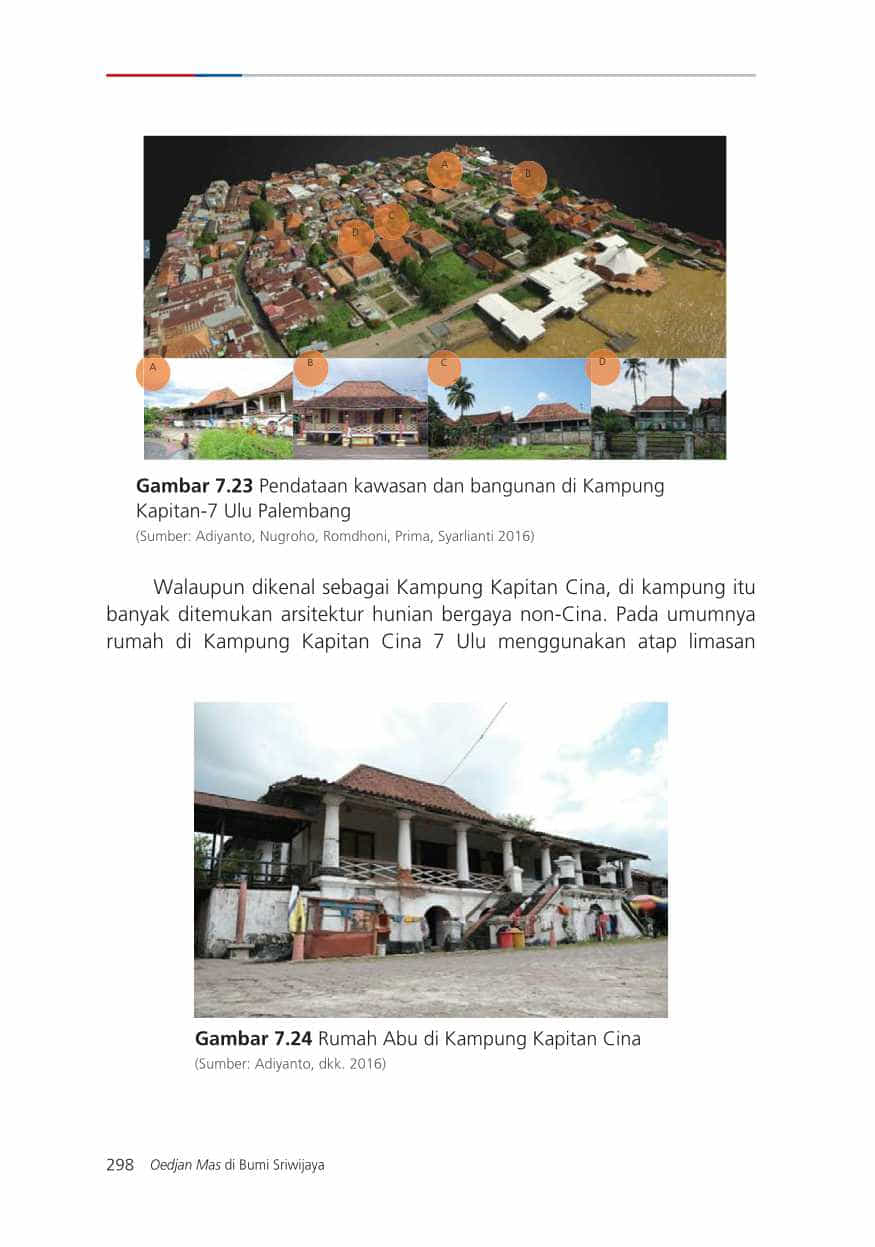 A
B
C
D
A
B
C
D
Gambar 7.23 Pendataan kawasan dan bangunan di Kampung
Kapitan-7 Ulu Palembang
(Sumber: Adiyanto, Nugroho, Romdhoni, Prima, Syarlianti 2016)
Walaupun dikenal sebagai Kampung Kapitan Cina, di kampung itu
banyak ditemukan arsitektur hunian bergaya non-Cina. Pada umumnya
rumah di Kampung Kapitan Cina 7 Ulu menggunakan atap limasan
Gambar 7.24 Rumah Abu di Kampung Kapitan Cina
(Sumber: Adiyanto, dkk. 2016)
298 Oedjan Mas di Bumi Sriwijaya